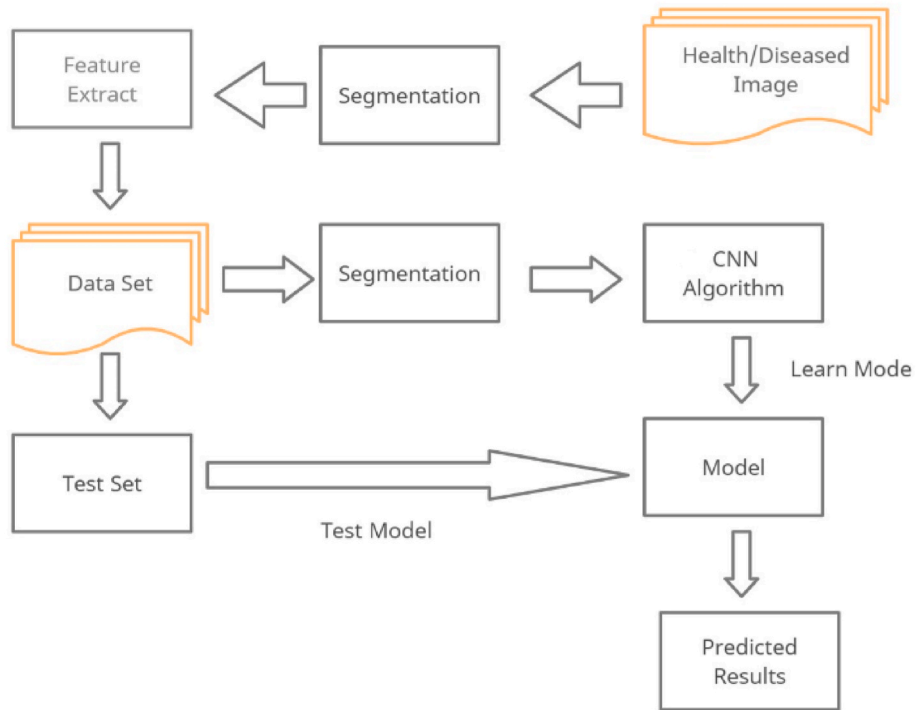 Feature
Extract
Segmentation
Health/Diseased
Image
Data Set
Segmentation
CNN
Algorithm
Learn Mode
Test Set
Test Model
Model
Predicted
Results